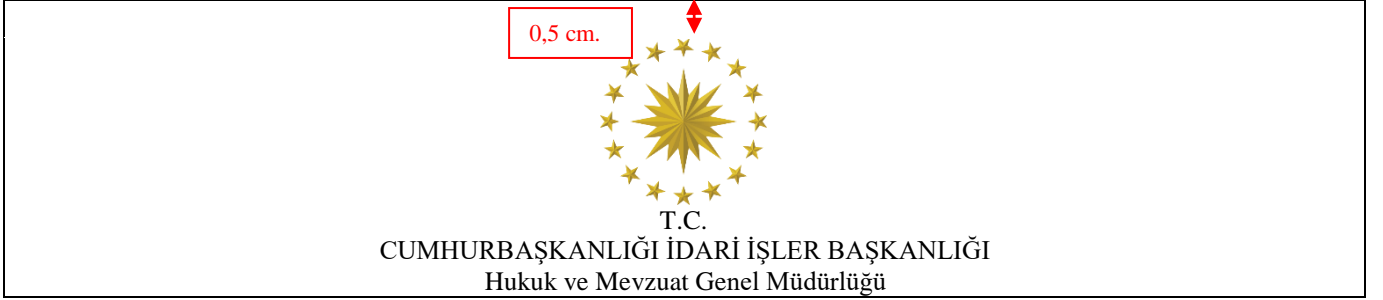 0,5 cm.
T.C.
CUMHURBAŞKANLIĞI İDARİ İŞLER BAŞKANLIĞI
Hukuk ve Mevzuat Genel Müdürlüğü